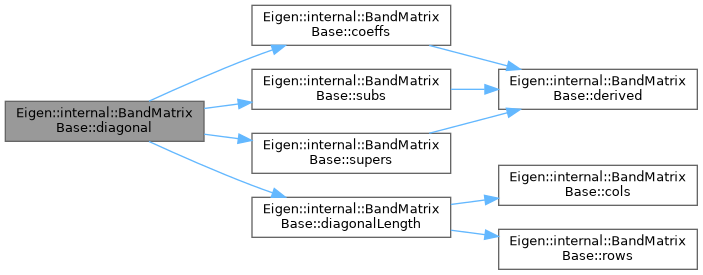 Eigen::internal::BandMatrix
Base::diagonal
Eigen::internal::BandMatrix
Base::coeffs
Eigen::internal::BandMatrix
Base::subs
Eigen::internal::BandMatrix
Base::supers
Eigen::internal::BandMatrix
Base::diagonalLength
Eigen::internal::BandMatrix
Base::derived
Eigen::internal::BandMatrix
Base::cols
Eigen::internal::BandMatrix
Base::rows